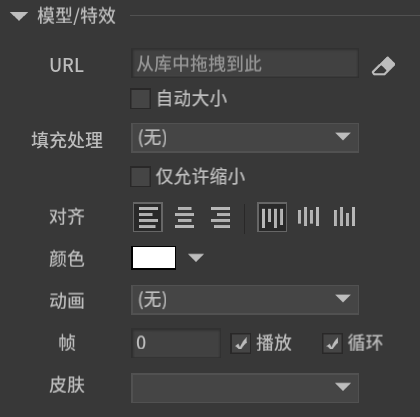 模型/特效
URL 从库中拖拽到此
自动大小
填充处理 (无)
仅允许缩小
对齐
颜色
动画 (无)
帧 0 播放 循环
皮肤